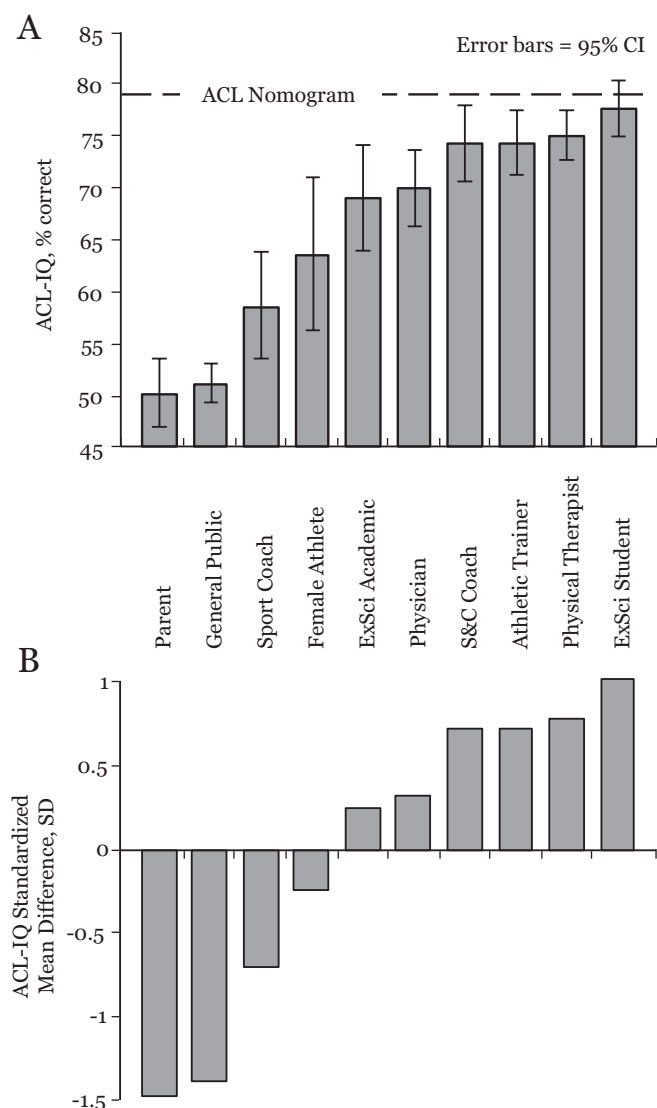 A
85
80
75
70
65
60
55
50
45
ACL-IQ, % correct
Error bars = 95% CI
ACL Nomogram
Parent
General Public
Sport Coach
Female Athlete
ExSci Academic
Physician
S&C Coach
Athletic Trainer
Physical Therapist
ExSci Student
B
1
0.5
0
-0.5
-1
-1.5
ACL-IQ Standardized
Mean Difference, SD